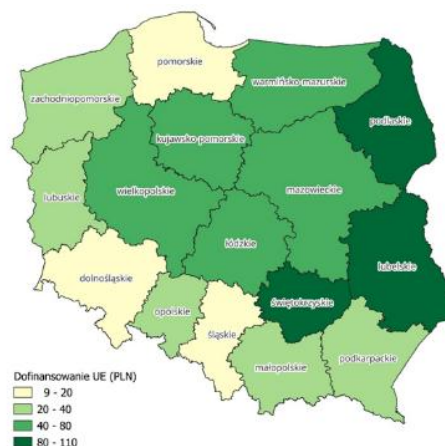 pomorskie
warmińsko-mazurskie
zachodniopomorskie
podlaskie
kujawsko-pomorskie
mazowieckie
wielkopolskie
lubuskie
łódzkie
lubelskie
dolnośląskie
świętokrzyskie
opolskie
śląskie
podkarpackie
małopolskie
Dofinansowanie UE (PLN)
9 - 20
20 - 40
40 - 80
80 - 110